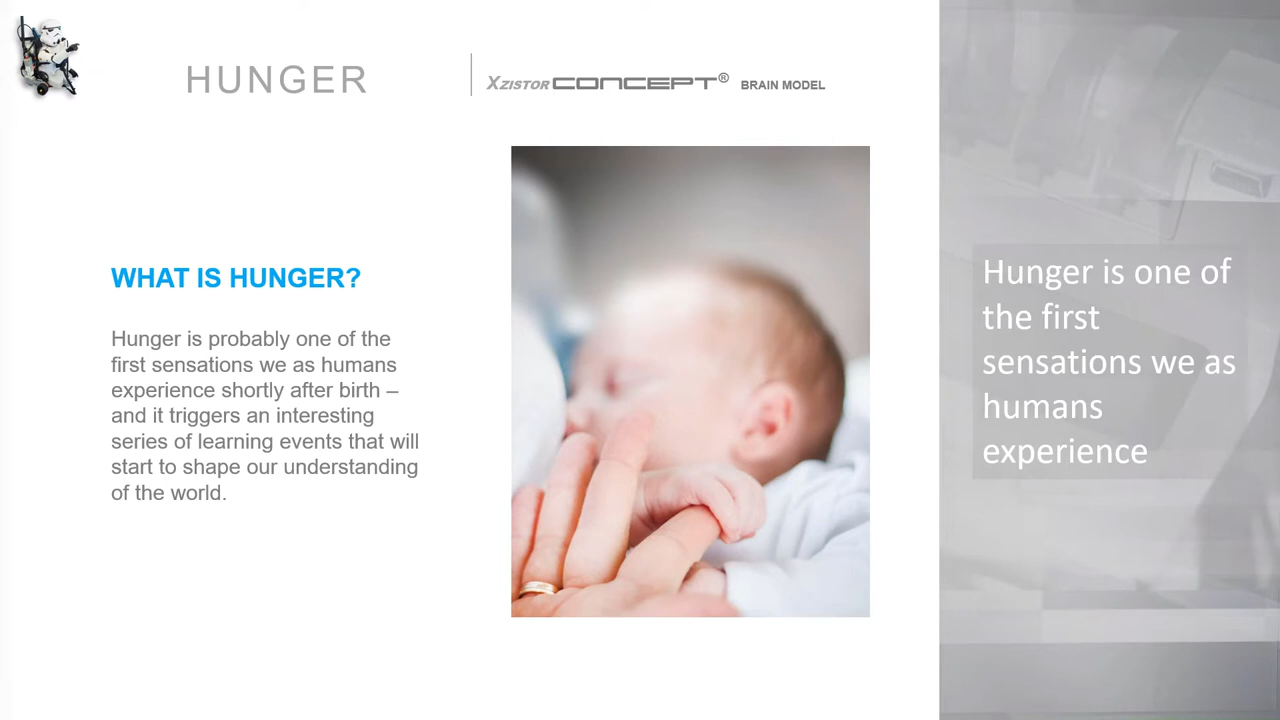 HUNGER
XZISTOR CONCEPT® BRAIN MODEL
WHAT IS HUNGER?
Hunger is probably one of the
first sensations we as humans
experience shortly after birth –
and it triggers an interesting
series of learning events that will
start to shape our understanding
of the world.
Hunger is one of
the first
sensations we as
humans
experience